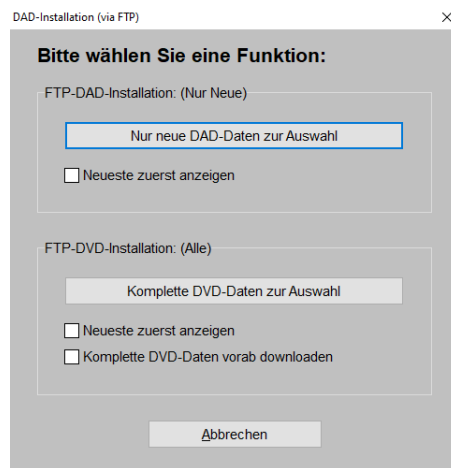 DAD-Installation (via FTP)
Bitte wählen Sie eine Funktion:
FTP-DAD-Installation: (Nur Neue)
Nur neue DAD-Daten zur Auswahl
Neueste zuerst anzeigen
FTP-DVD-Installation: (Alle)
Komplette DVD-Daten zur Auswahl
Neueste zuerst anzeigen
Komplette DVD-Daten vorab downloaden
Abbrechen